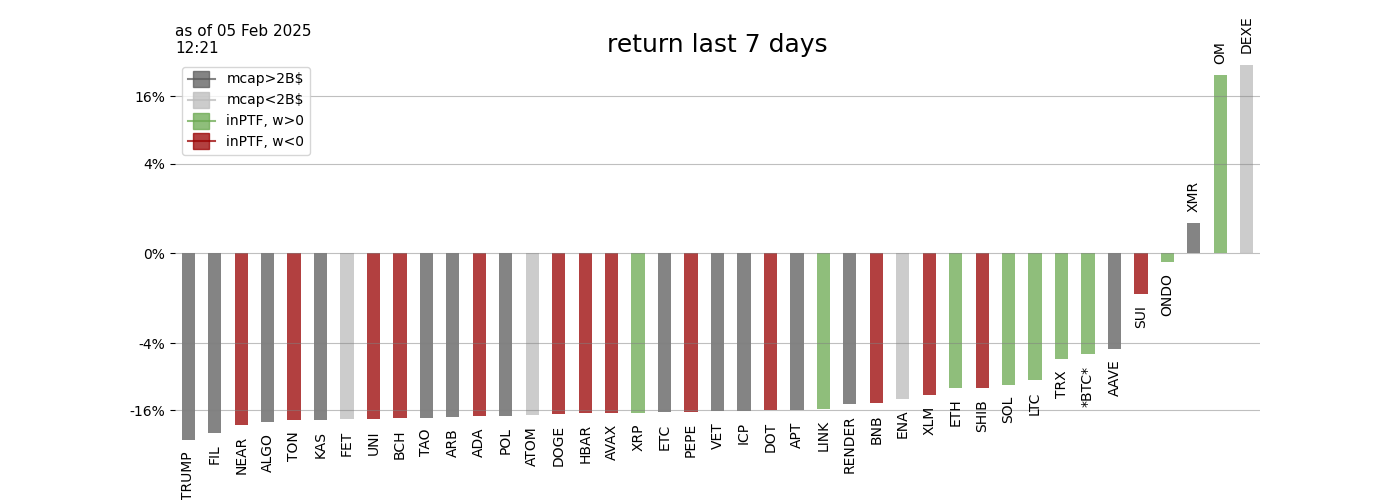 as of 05 Feb 2025
12:21
return last 7 days
mcap>2B$
mcap<2B$
inPTF, w>0
inPTF, w<0
16%
4%
0%
-4%
-16%
TRUMP
FIL
NEAR
ALGO
TON
KAS
FET
UNI
BCH
TAO
ARB
ADA
POL
ATOM
DOGE
HBAR
AVAX
XRP
ETC
PEPE
VET
ICP
DOT
APT
LINK
RENDER
BNB
ENA
XLM
ETH
SHIB
SOL
LTC
TRX
*BTC*
AAVE
SUI
ONDO
XMR
OM
DEXE